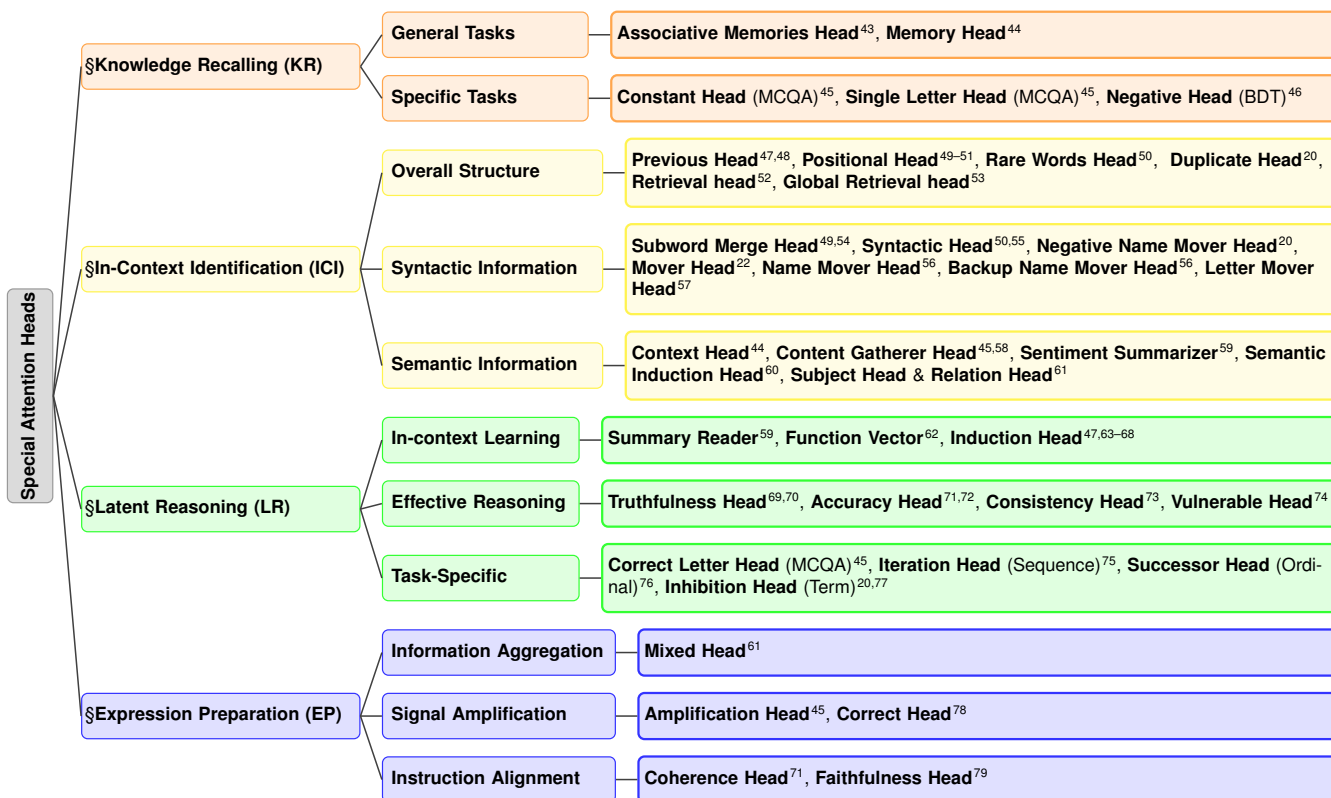 Special Attention Heads
§Knowledge Recalling (KR)
General Tasks
Associative Memories Head43, Memory Head44
Specific Tasks
Constant Head (MCQA)45, Single Letter Head (MCQA)45, Negative Head (BDT)46
§In-Context Identification (ICI)
Overall Structure
Previous Head47,48, Positional Head49–51, Rare Words Head50, Duplicate Head20,
Retrieval head52, Global Retrieval head53
Syntactic Information
Subword Merge Head49,54, Syntactic Head50,55, Negative Name Mover Head20,
Mover Head22, Name Mover Head56, Backup Name Mover Head56, Letter Mover
Head57
Semantic Information
Context Head44, Content Gatherer Head45,58, Sentiment Summarizer59, Semantic
Induction Head60, Subject Head & Relation Head61
§Latent Reasoning (LR)
In-context Learning
Summary Reader59, Function Vector62, Induction Head47,63–68
Effective Reasoning
Truthfulness Head69,70, Accuracy Head71,72, Consistency Head73, Vulnerable Head74
Task-Specific
Correct Letter Head (MCQA)45, Iteration Head (Sequence)75, Successor Head (Ordi-
nal)76, Inhibition Head (Term)20,77
§Expression Preparation (EP)
Information Aggregation
Mixed Head61
Signal Amplification
Amplification Head45, Correct Head78
Instruction Alignment
Coherence Head71, Faithfulness Head79